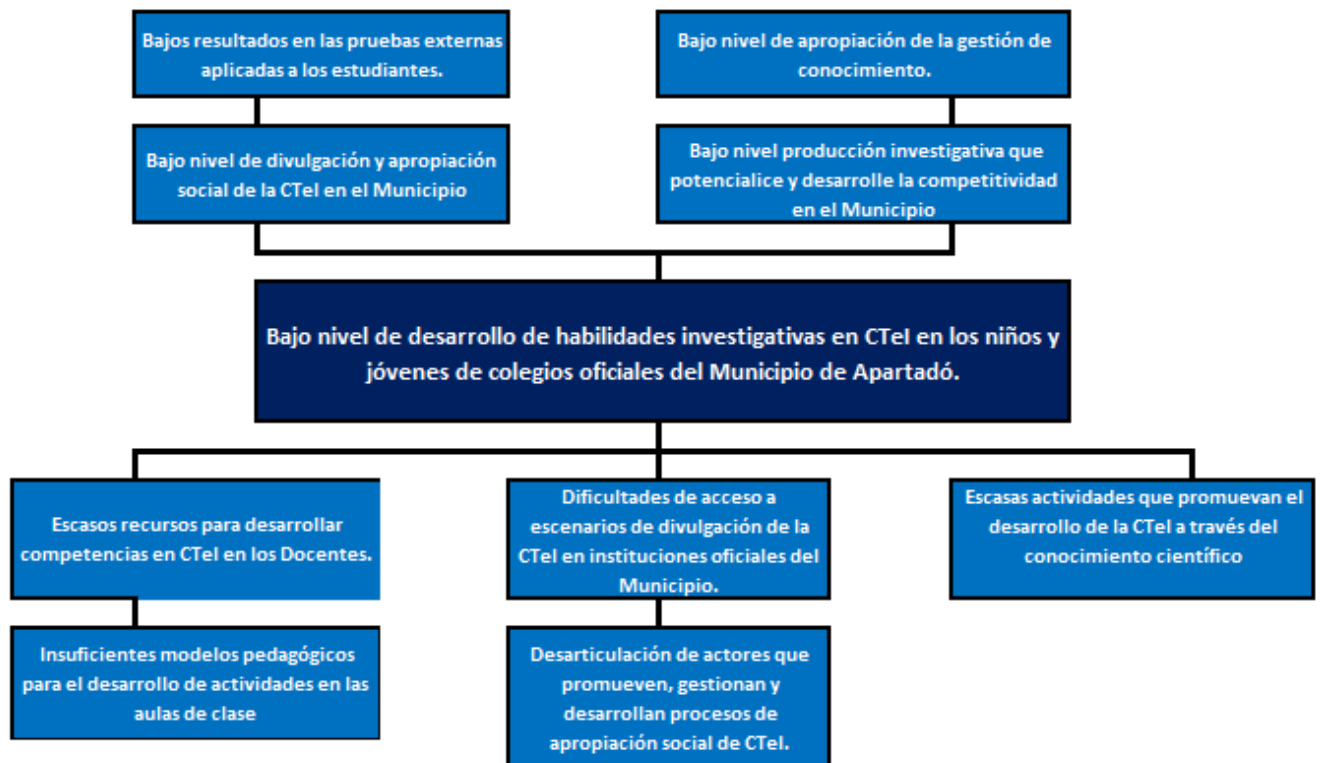 Bajos resultados en las pruebas externas
aplicadas a los estudiantes.
Bajo nivel de apropiación de la gestión de
conocimiento.
Bajo nivel de divulgación y apropiación
social de la CTeI en el Municipio
Bajo nivel producción investigativa que
potencialice y desarrolle la competitividad
en el Municipio
Bajo nivel de desarrollo de habilidades investigativas en CTeI en los niños y
jóvenes de colegios oficiales del Municipio de Apartadó.
Escasos recursos para desarrollar
competencias en CTeI en los Docentes.
Dificultades de acceso a
escenarios de divulgación de la
CTeI en instituciones oficiales del
Municipio.
Escasas actividades que promuevan el
desarrollo de la CTeI a través del
conocimiento científico
Insuficientes modelos pedagógicos
para el desarrollo de actividades en las
aulas de clase
Desarticulación de actores que
promueven, gestionan y
desarrollan procesos de
apropiación social de CTeI.